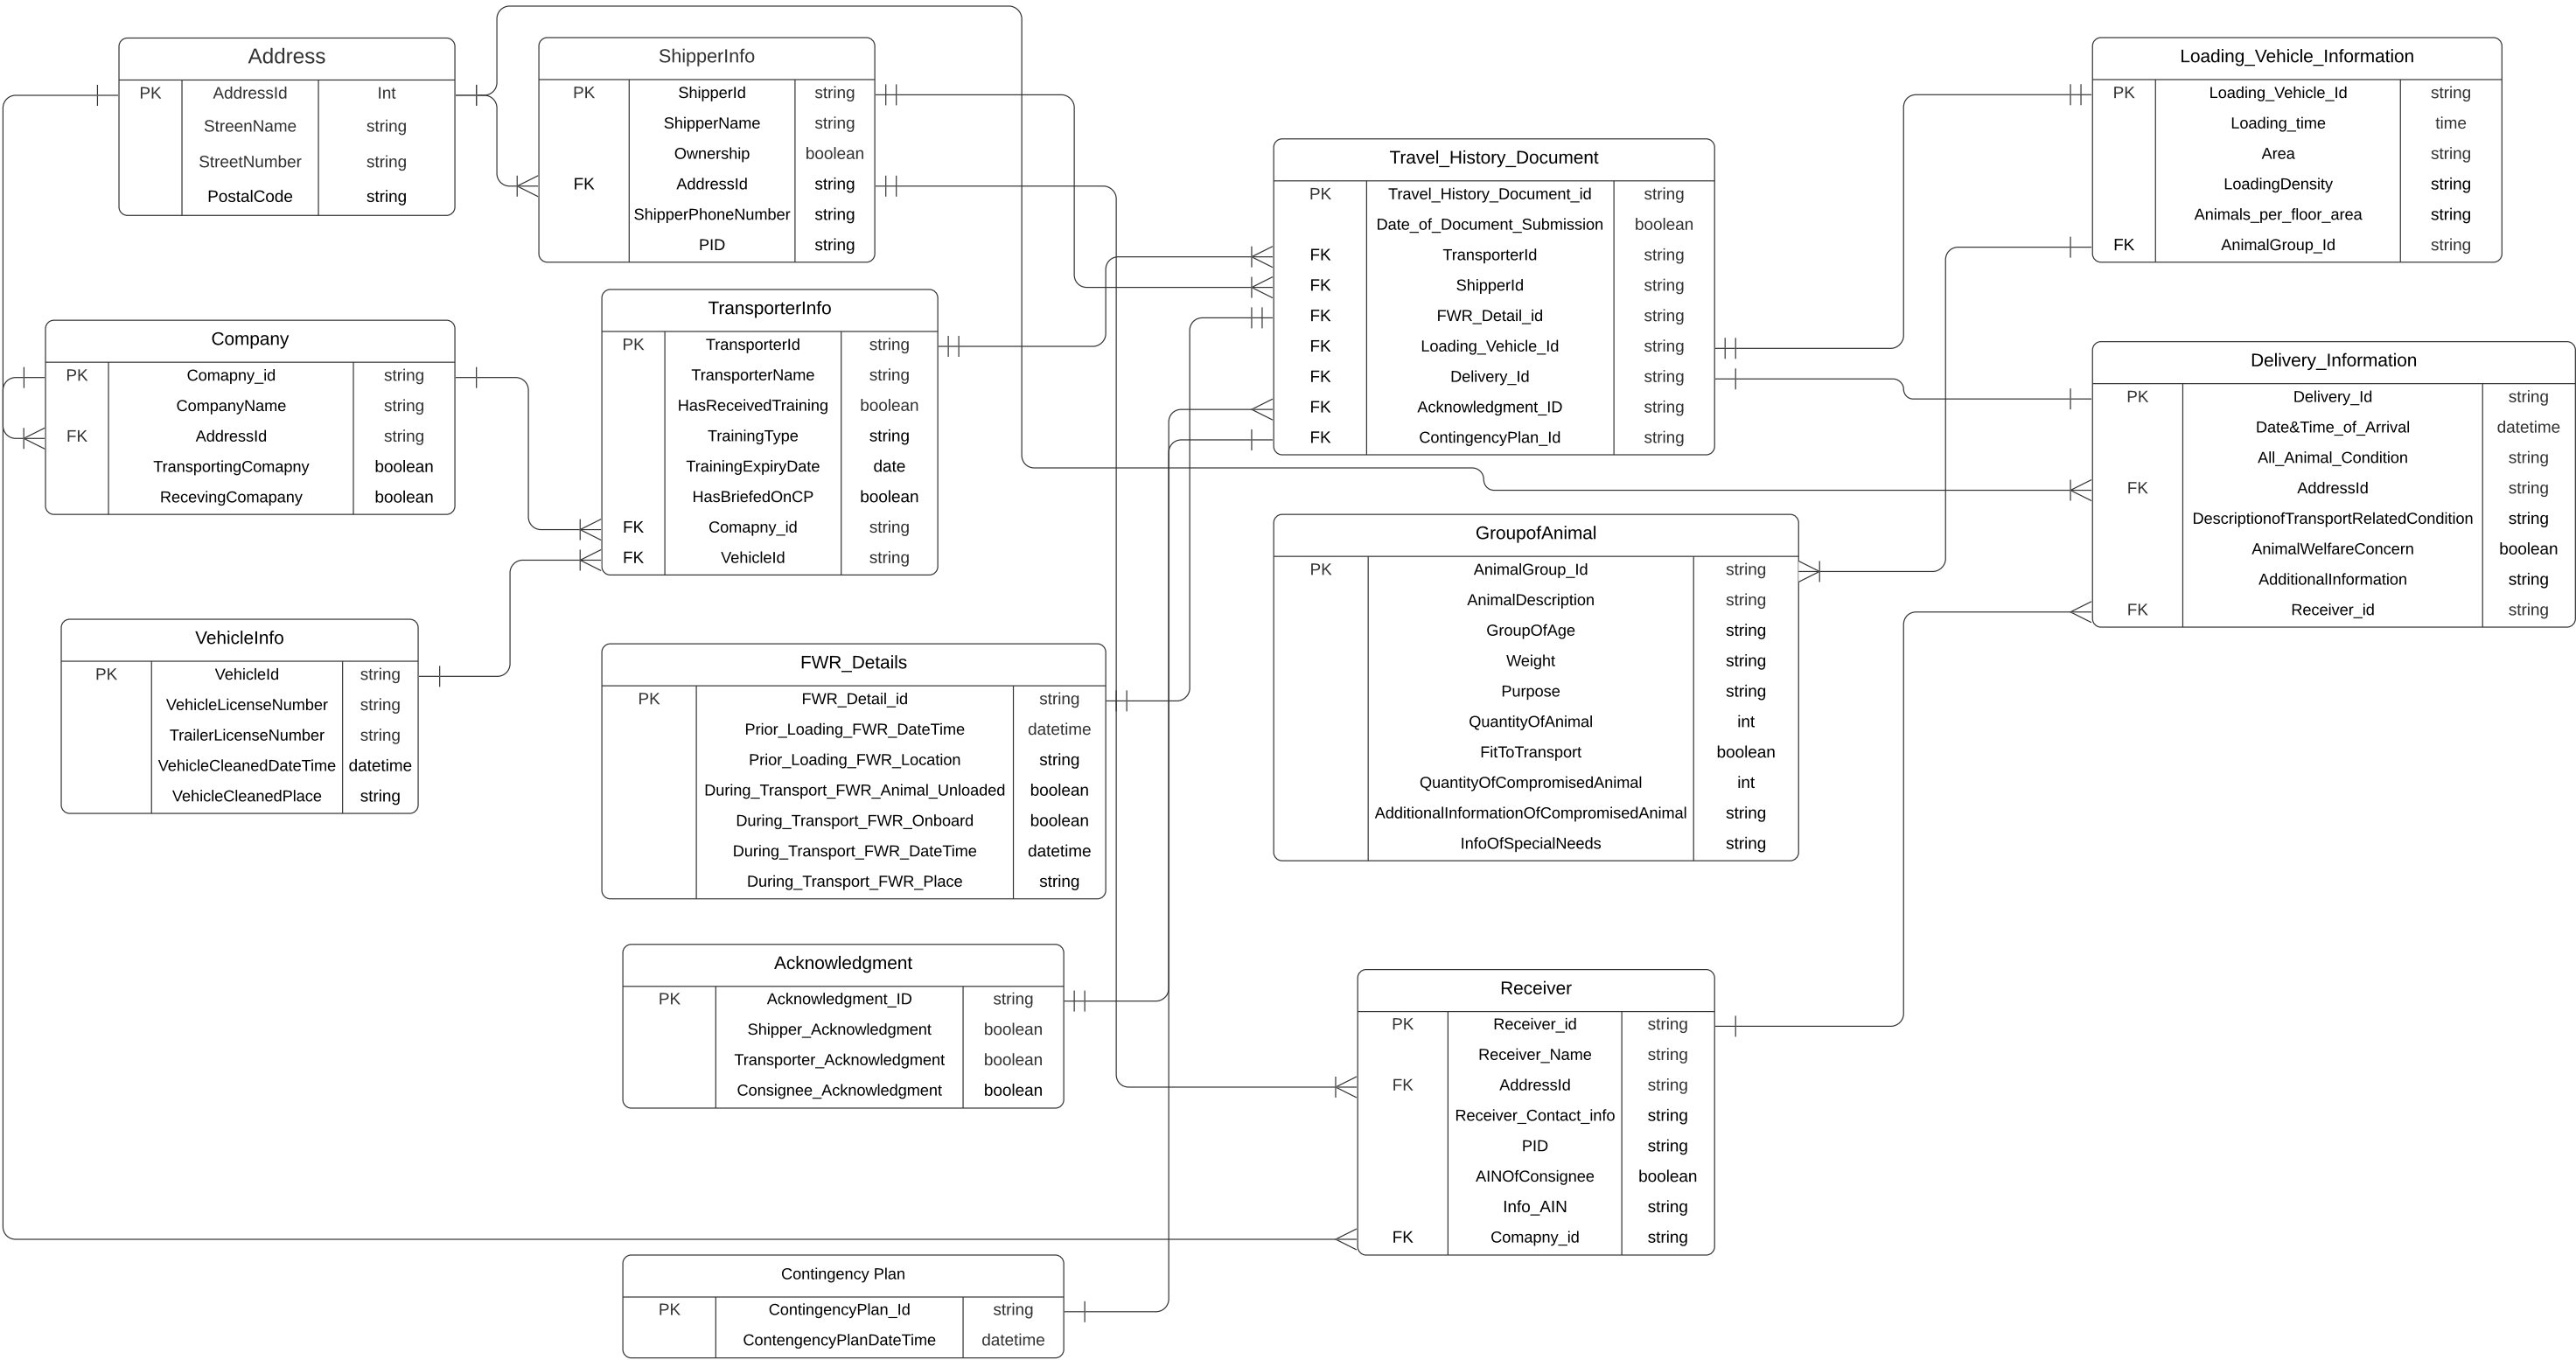 Address
PK AddressId Int
StreenName string
StreetNumber string
PostalCode string
ShipperInfo
PK ShipperId string
ShipperName string
Ownership boolean
FK AddressId string
ShipperPhoneNumber string
PID string
Company
PK Comapny_id string
CompanyName string
FK AddressId string
TransportingComapny boolean
RecevingComapany boolean
TransporterInfo
PK TransporterId string
TransporterName string
HasReceivedTraining boolean
TrainingType string
TrainingExpiryDate date
HasBriefedOnCP boolean
FK Comapny_id string
FK VehicleId string
VehicleInfo
PK VehicleId string
VehicleLicenseNumber string
TrailerLicenseNumber string
VehicleCleanedDateTime datetime
VehicleCleanedPlace string
FWR_Details
PK FWR_Detail_id string
Prior_Loading_FWR_DateTime datetime
Prior_Loading_FWR_Location string
During_Transport_FWR_Animal_Unloaded boolean
During_Transport_FWR_Onboard boolean
During_Transport_FWR_DateTime datetime
During_Transport_FWR_Place string
Acknowledgment
PK Acknowledgment_ID string
Shipper_Acknowledgment boolean
Transporter_Acknowledgment boolean
Consignee_Acknowledgment boolean
Contingency Plan
PK ContingencyPlan_Id string
ContengencyPlanDateTime datetime
Travel_History_Document
PK Travel_History_Document_id string
Date_of_Document_Submission boolean
FK TransporterId string
FK ShipperId string
FK FWR_Detail_id string
FK Loading_Vehicle_Id string
FK Delivery_Id string
FK Acknowledgment_ID string
FK ContingencyPlan_Id string
GroupofAnimal
PK AnimalGroup_Id string
AnimalDescription string
GroupOfAge string
Weight string
Purpose string
QuantityOfAnimal int
FitToTransport boolean
QuantityOfCompromisedAnimal int
AdditionalInformationOfCompromisedAnimal string
InfoOfSpecialNeeds string
Receiver
PK Receiver_id string
Receiver_Name string
FK AddressId string
Receiver_Contact_info string
PID string
AINOfConsignee boolean
Info_AIN string
FK Comapny_id string
Loading_Vehicle_Information
PK Loading_Vehicle_Id string
Loading_time time
Area string
LoadingDensity string
Animals_per_floor_area string
FK AnimalGroup_Id string
Delivery_Information
PK Delivery_Id string
Date&Time_of_Arrival datetime
All_Animal_Condition string
FK AddressId string
DescriptionofTransportRelatedCondition string
AnimalWelfareConcern boolean
AdditionalInformation string
FK Receiver_id string